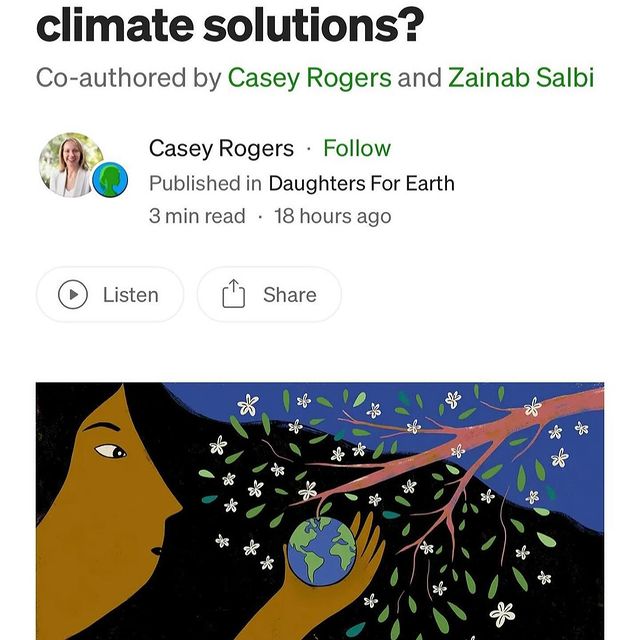 climate solutions?
Co-authored by Casey Rogers and Zainab Salbi
Casey Rogers · Follow
Published in Daughters For Earth
3 min read · 18 hours ago
Listen
Share